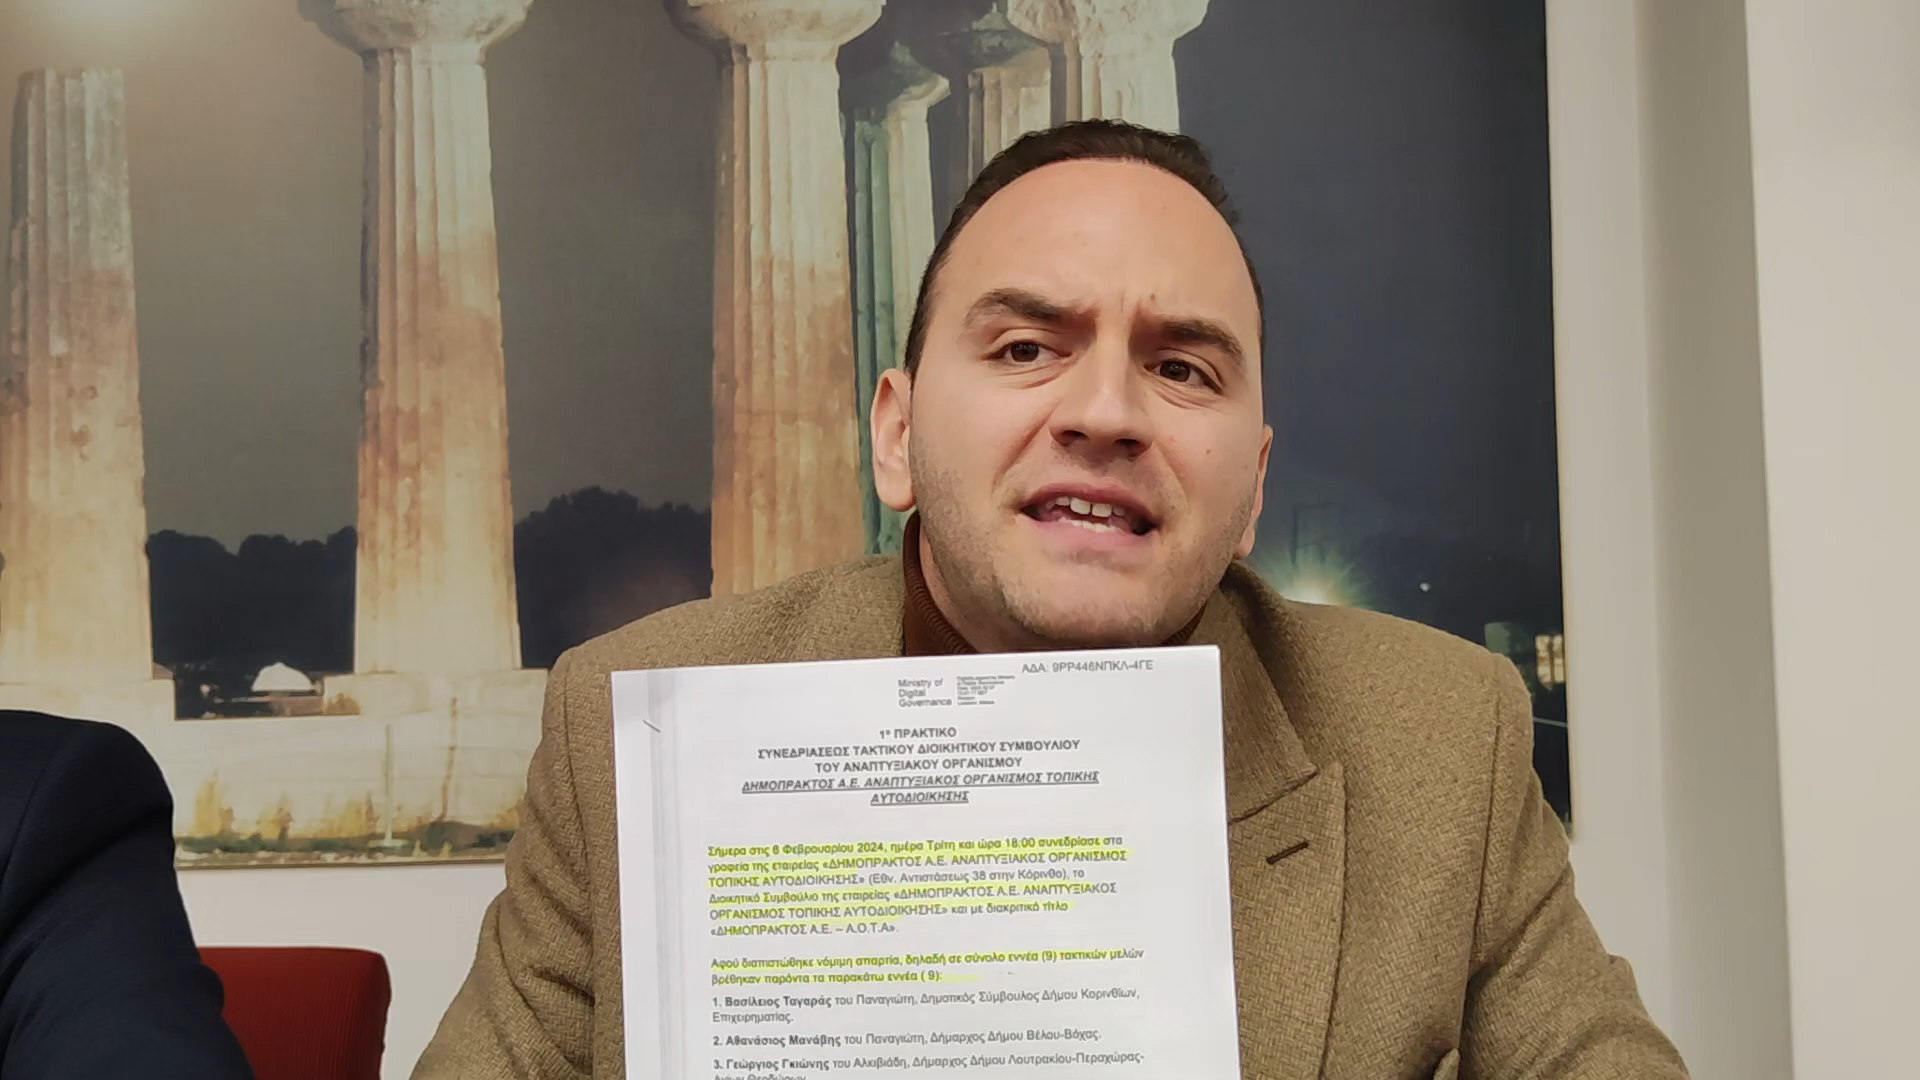 ΑΔΑ: 9ΡΡ446ΝΠΚΛ-4ΓΕ
Ministry of
Digital
Governance
1ο ΠΡΑΚΤΙΚΟ
ΣΥΝΕΔΡΙΑΣΕΩΣ ΤΑΚΤΙΚΟΥ ΔΙΟΙΚΗΤΙΚΟΥ ΣΥΜΒΟΥΛΙΟΥ
ΤΟΥ ΑΝΑΠΤΥΞΙΑΚΟΥ ΟΡΓΑΝΙΣΜΟΥ
ΔΗΜΟΠΡΑΚΤΟΣ Α.Ε. ΑΝΑΠΤΥΞΙΑΚΟΣ ΟΡΓΑΝΙΣΜΟΣ ΤΟΠΙΚΗΣ
ΑΥΤΟΔΙΟΙΚΗΣΗΣ
Σήμερα στις 6 Φεβρουαρίου 2024, ημέρα Τρίτη και ώρα 18:00 συνεδρίασε στα
γραφεία της εταιρείας «ΔΗΜΟΠΡΑΚΤΟΣ Α.Ε. ΑΝΑΠΤΥΞΙΑΚΟΣ ΟΡΓΑΝΙΣΜΟΣ
ΤΟΠΙΚΗΣ ΑΥΤΟΔΙΟΙΚΗΣΗΣ» (Εθν. Αντιστάσεως 38 στην Κόρινθο), το
Διοικητικό Συμβούλιο της εταιρείας «ΔΗΜΟΠΡΑΚΤΟΣ Α.Ε. ΑΝΑΠΤΥΞΙΑΚΟΣ
ΟΡΓΑΝΙΣΜΟΣ ΤΟΠΙΚΗΣ ΑΥΤΟΔΙΟΙΚΗΣΗΣ» και με διακριτικό τίτλο
«ΔΗΜΟΠΡΑΚΤΟΣ Α.Ε. – Α.Ο.Τ.Α».
Αφού διαπιστώθηκε νόμιμη απαρτία, δηλαδή σε σύνολο εννέα (9) τακτικών μελών
βρέθηκαν παρόντα τα παρακάτω εννέα ( 9):
1. Βασίλειος Ταγαράς του Παναγιώτη, Δημοτικός Σύμβουλος Δήμου Κορινθίων,
Επιχειρηματίας.
2. Αθανάσιος Μανάβης του Παναγιώτη, Δήμαρχος Δήμου Βέλου-Βόχας.
3. Γεώργιος Γκιώνης του Αλκιβιάδη, Δήμαρχος Δήμου Λουτρακίου-Περαχώρας-
Αγίων Θεοδώρων